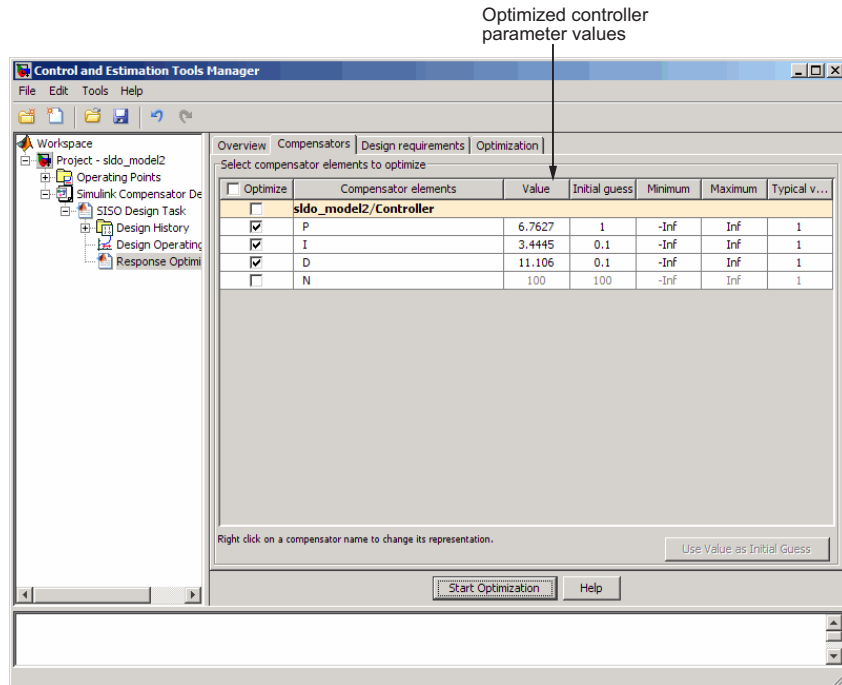 Optimized controller
parameter values
Control and Estimation Tools Manager
File Edit Tools Help
Workspace
Project - sldo_model2
Operating Points
Simulink Compensator De
SISO Design Task
Design History
Design Operating
Response Optimi
Overview Compensators Design requirements Optimization
Select compensator elements to optimize
Optimize Compensator elements Value Initial guess Minimum Maximum Typical v...
sldo_model2/Controller
P 6.7627 1 -Inf Inf 1
I 3.4445 0.1 -Inf Inf 1
D 11.106 0.1 -Inf Inf 1
N 100 100 -Inf Inf 1
Right click on a compensator name to change its representation.
Use Value as Initial Guess
Start Optimization Help